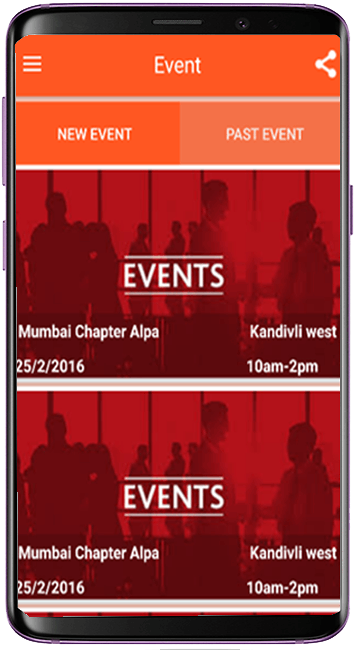 Event
NEW EVENT PAST EVENT
EVENTS
Mumbai Chapter Alpa Kandivli west
25/2/2016 10am-2pm
EVENTS
Mumbai Chapter Alpa Kandivli west
25/2/2016 10am-2pm